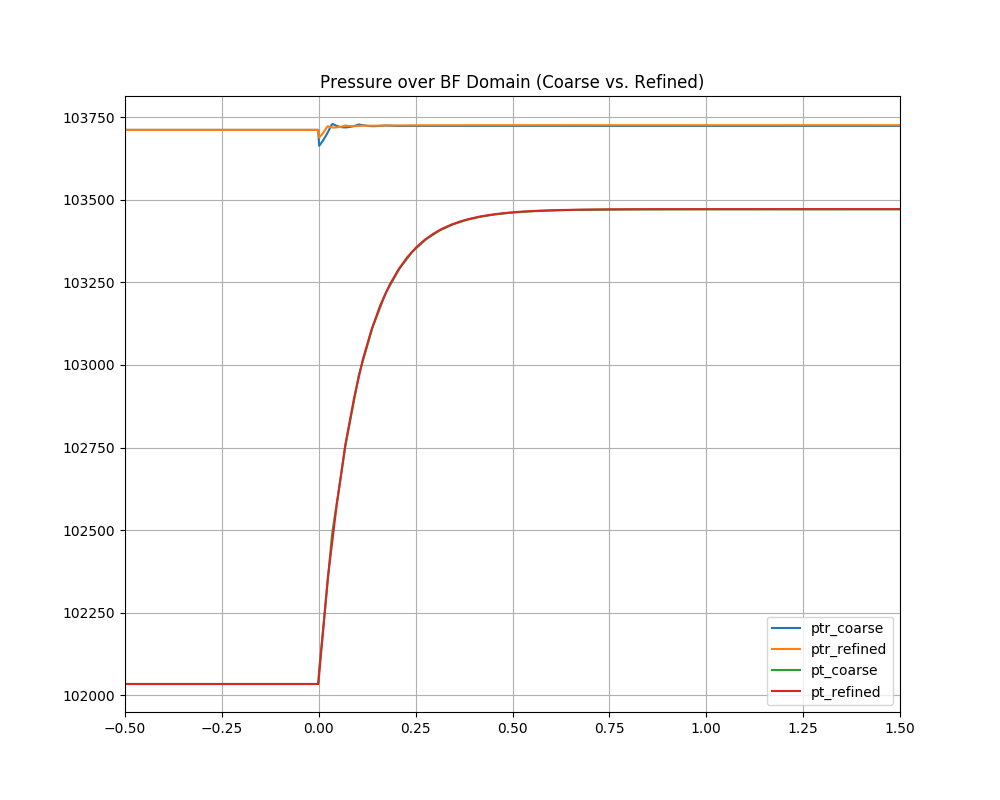 Pressure over BF Domain (Coarse vs. Refined)
103750
103500
103250
103000
102750
102500
102250
102000
−0.50 −0.25 0.00 0.25 0.50 0.75 1.00 1.25 1.50
ptr_coarse
ptr_refined
pt_coarse
pt_refined